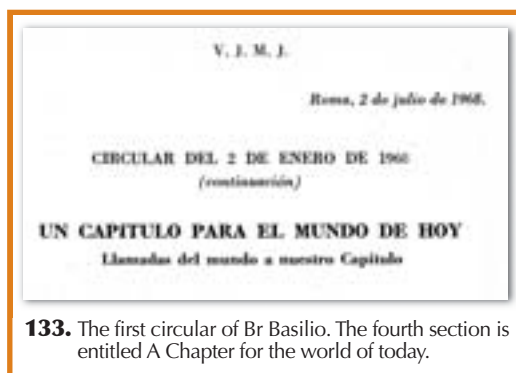 V. J. M. J.
Roma, 2 de julio de 1968.
CIRCULAR DEL 2 DE ENERO DE 1968
(continuación)
UN CAPITULO PARA EL MUNDO DE HOY
Llamadas del mundo a nuestro Capítulo
133. The first circular of Br Basilio. The fourth section is
entitled A Chapter for the world of today.